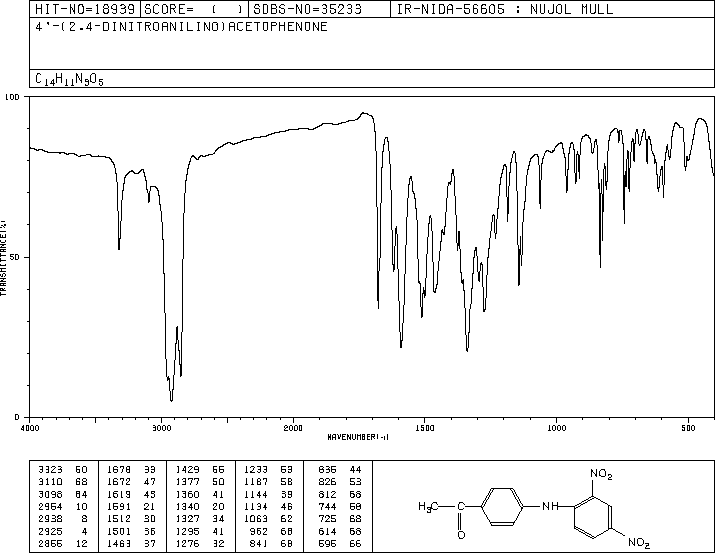 HIT-NO=18939 SCORE= ( ) SDBS-NO=35233 IR-NIDA-56605 : NUJOL MULL
4'-(2,4-DINITROANILINO)ACETOPHENONE
C14H11N3O5
100
50
0
TRANSMITTANCE(%)
4000 3000 2000 1500 1000 500
WAVENUMBER(-1)
3323 50 1678 33 1429 55 1233 53 835 44
3110 68 1672 47 1377 50 1187 58 826 53
3098 64 1619 45 1360 41 1144 39 812 68
2954 10 1591 21 1340 20 1134 46 744 58
2938 8 1512 30 1327 34 1063 62 725 68
2925 4 1501 36 1295 41 962 68 614 68
2855 12 1463 37 1275 32 841 68 595 66
H3C-C
O
NH
NO2
NO2